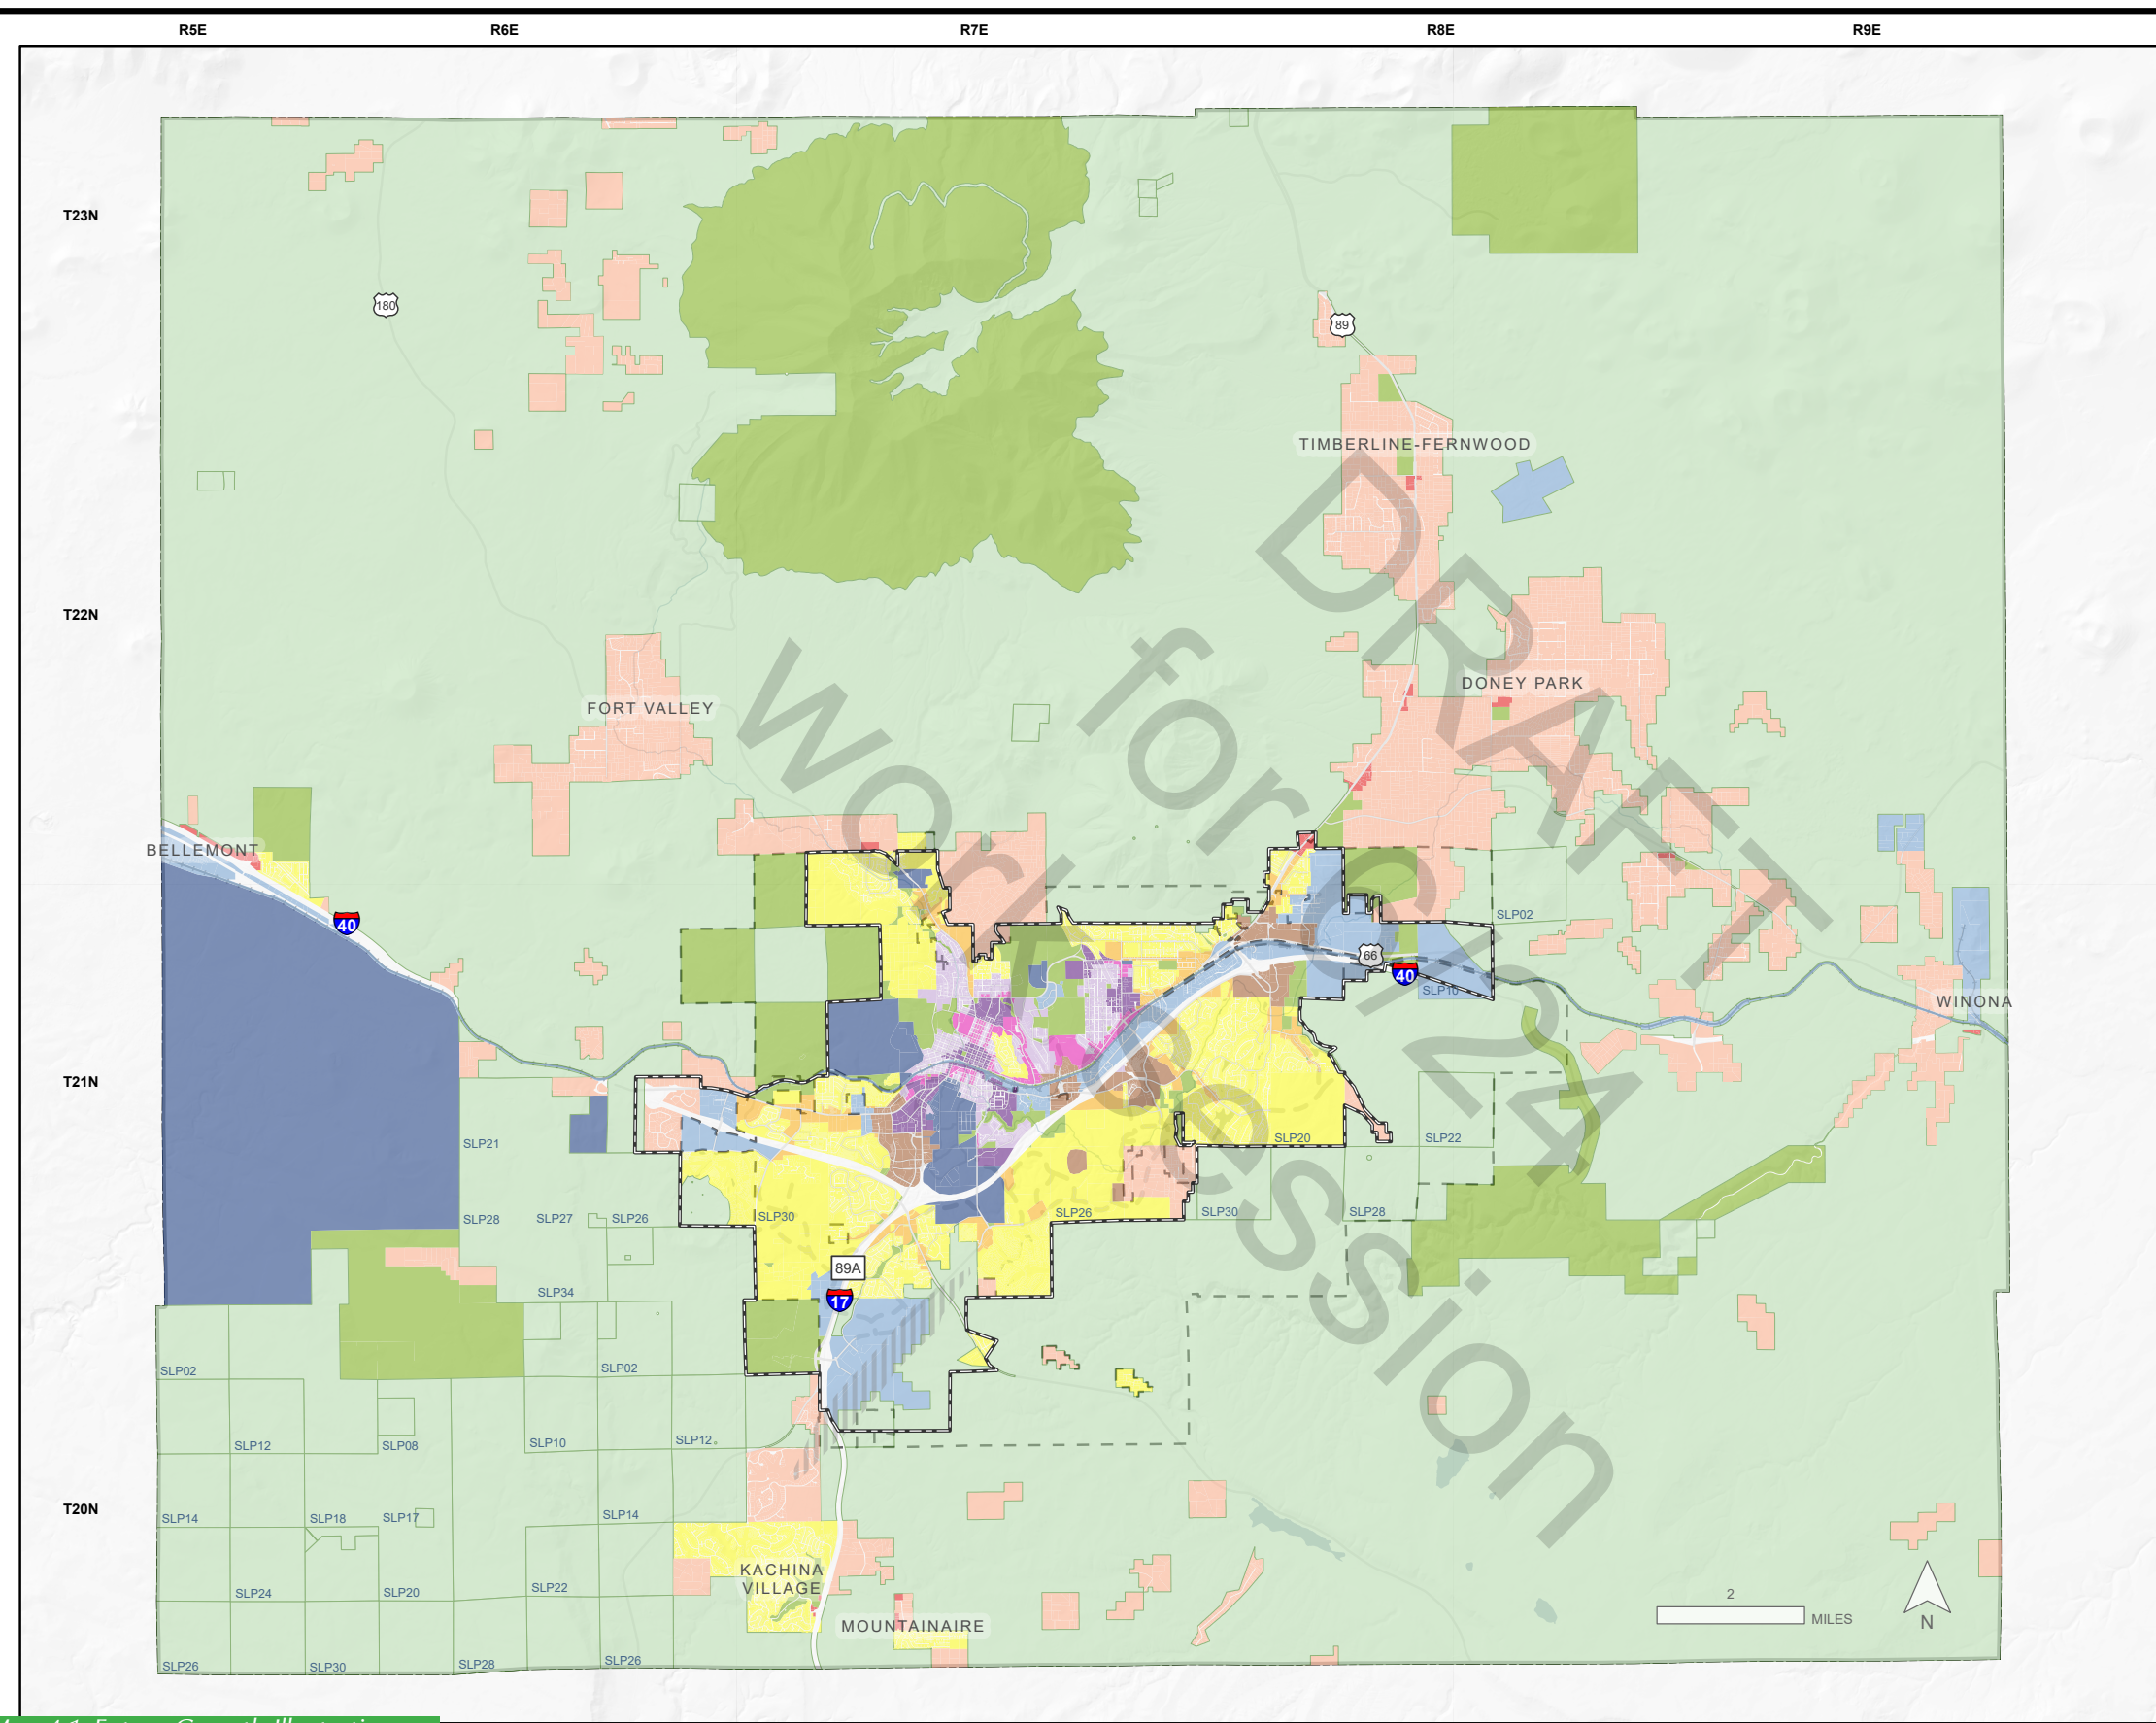 R5E
R6E
R7E
R8E
R9E
T23N
180
89
TIMBERLINE-FERNWOOD
T22N
DRAFT
for 9/24
work session
DONEY PARK
FORT VALLEY
BELLEMONT
40
SLP02
66
40
SLP10
WINONA
T21N
SLP21
SLP20
SLP22
SLP28
SLP27
SLP26
SLP30
SLP26
SLP30
SLP28
89A
SLP34
17
SLP02
SLP02
SLP12
SLP08
SLP10
SLP12
T20N
SLP14
SLP18
SLP17
SLP14
KACHINA
VILLAGE
SLP24
SLP20
SLP22
2
MILES
N
MOUNTAINAIRE
SLP26
SLP30
SLP28
SLP26